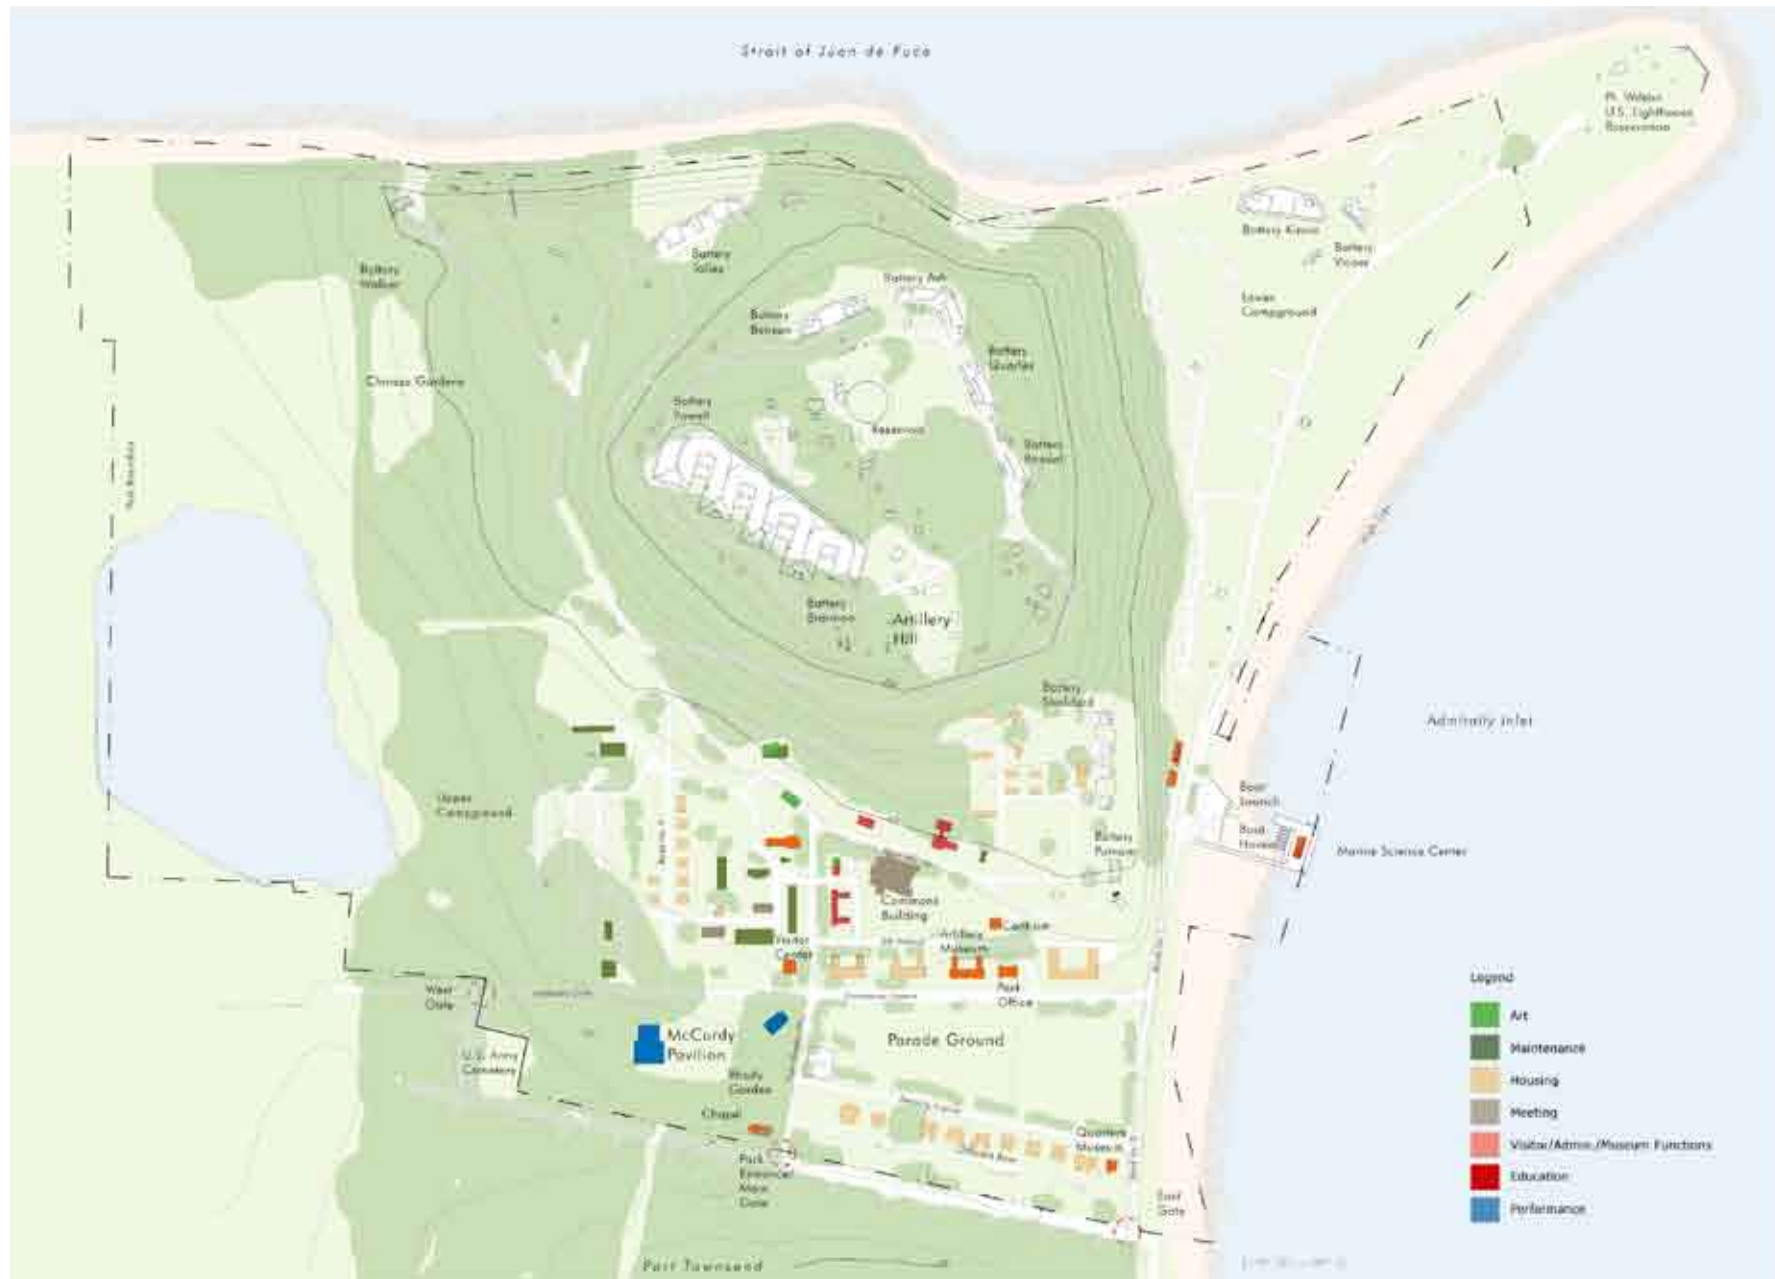 Strait of Juan de Fuca
Pt. Wilson
U.S. Lighthouse
Reservation
Battery Kinzie
Battery
Vicars
Lower
Campground
Battery
Walker
Battery
Tolles
Battery Ash
Battery
Benson
Battery
Quarles
Chinese Gardens
Battery
Powell
Reservoir
Battery
Battery
Brannan
Artillery
Hill
Battery
Stoddard
Admiralty Inlet
Boat
Launch
Boat
House
Marine Science Center
Upper
Campground
Battery
Putnam
Commons
Building
Canteen
Artillery
Museum
Visitor
Center
Park
Office
West
Gate
McCurdy
Pavilion
Parade Ground
U.S. Army
Cemetery
Rhody
Garden
Chapel
Quarters
Museum
Park
Entrance/
Main
Gate
East
Gate
Port Townsend
Legend
Art
Maintenance
Housing
Meeting
Visitor/Admin./Museum Functions
Education
Performance